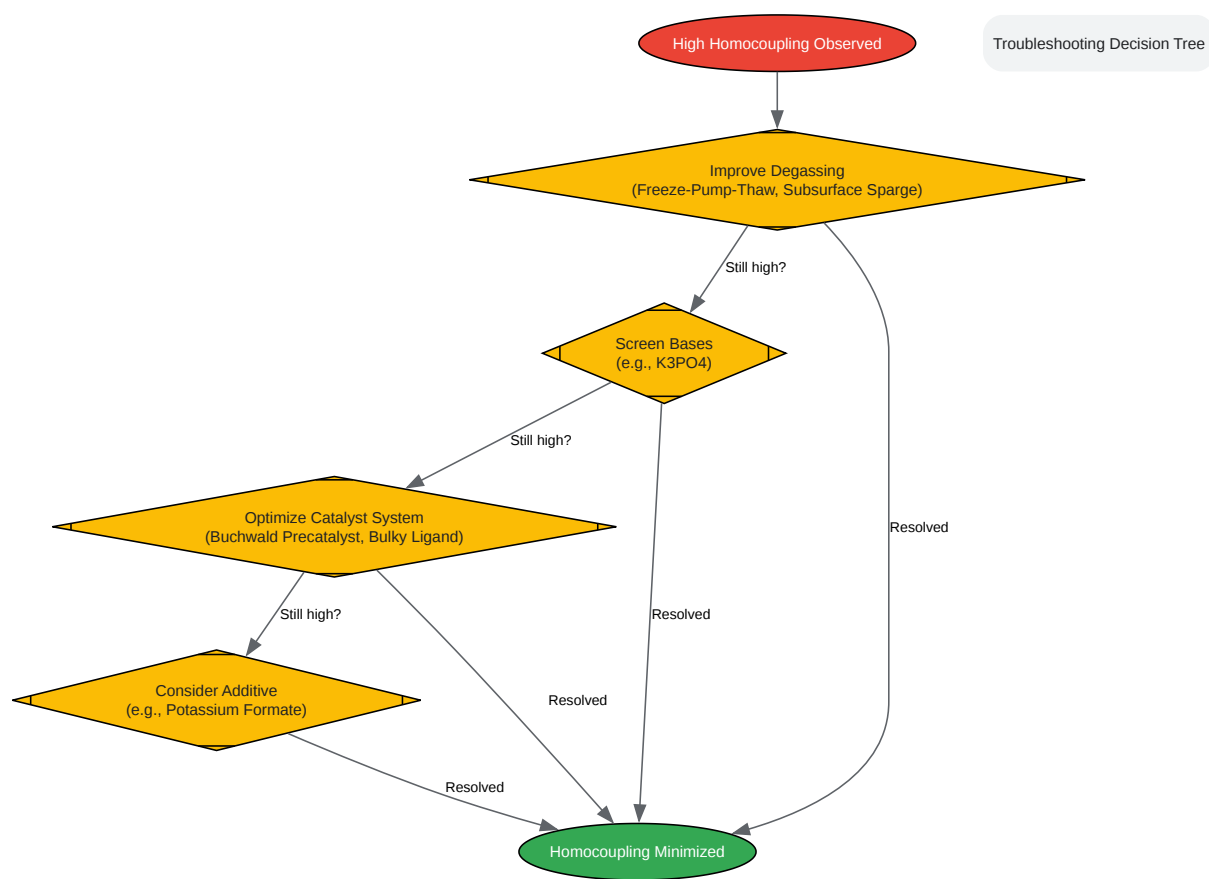 High Homocoupling Observed
Troubleshooting Decision Tree
Improve Degassing
(Freeze-Pump-Thaw, Subsurface Sparge)
Still high?
Screen Bases
(e.g., K3PO4)
Still high?
Optimize Catalyst System
(Buchwald Precatalyst, Bulky Ligand)
Resolved
Still high?
Resolved
Consider Additive
(e.g., Potassium Formate)
Resolved
Resolved
Homocoupling Minimized